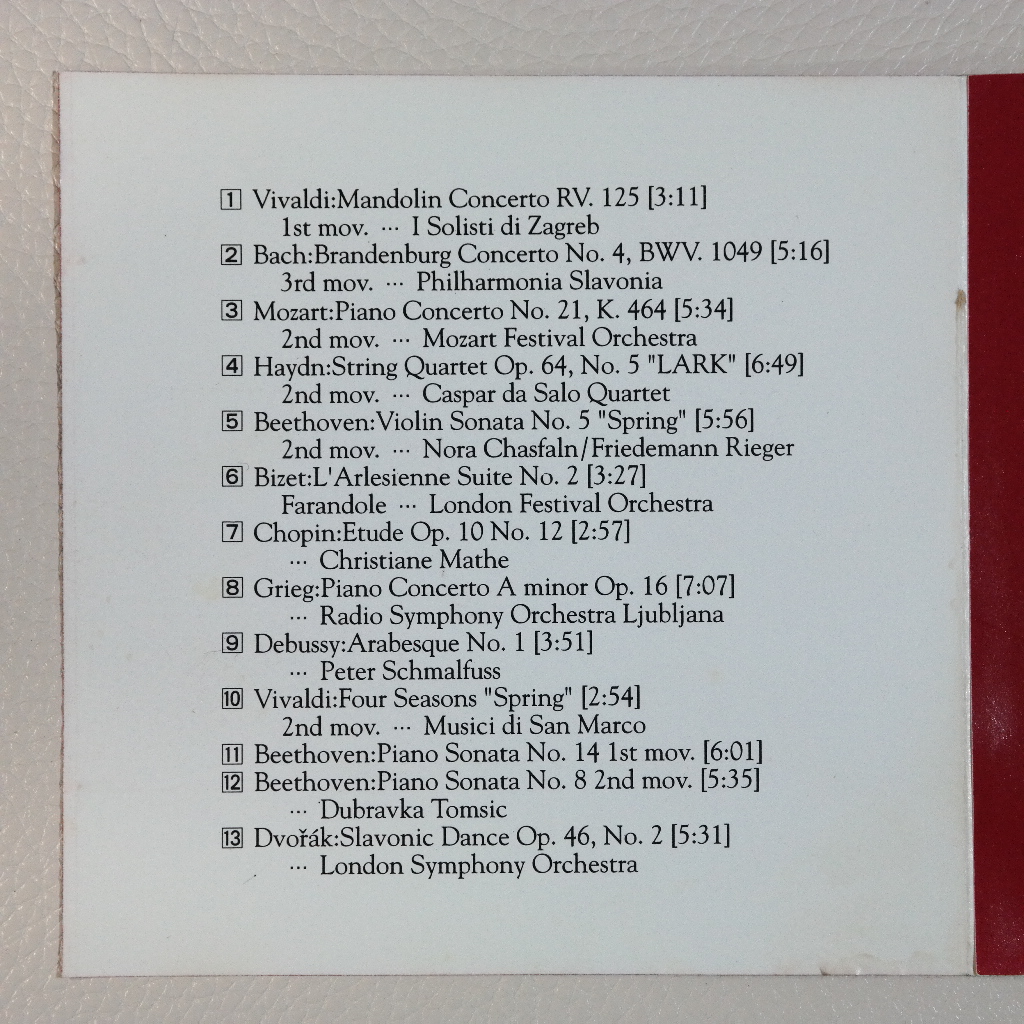 1 Vivaldi:Mandolin Concerto RV. 125 [3:11]
1st mov. ··· I Solisti di Zagreb
2 Bach:Brandenburg Concerto No. 4, BWV. 1049 [5:16]
3rd mov. ··· Philharmonia Slavonia
3 Mozart:Piano Concerto No. 21, K. 464 [5:34]
2nd mov. ··· Mozart Festival Orchestra
4 Haydn:String Quartet Op. 64, No. 5 "LARK" [6:49]
2nd mov. ··· Caspar da Salo Quartet
5 Beethoven:Violin Sonata No. 5 "Spring" [5:56]
2nd mov. ··· Nora Chasfaln/Friedemann Rieger
6 Bizet:L'Arlesienne Suite No. 2 [3:27]
Farandole ··· London Festival Orchestra
7 Chopin:Etude Op. 10 No. 12 [2:57]
··· Christiane Mathe
8 Grieg:Piano Concerto A minor Op. 16 [7:07]
··· Radio Symphony Orchestra Ljubljana
9 Debussy:Arabesque No. 1 [3:51]
··· Peter Schmalfuss
10 Vivaldi:Four Seasons "Spring" [2:54]
2nd mov. ··· Musici di San Marco
11 Beethoven:Piano Sonata No. 14 1st mov. [6:01]
12 Beethoven:Piano Sonata No. 8 2nd mov. [5:35]
··· Dubravka Tomsic
13 Dvořák:Slavonic Dance Op. 46, No. 2 [5:31]
··· London Symphony Orchestra